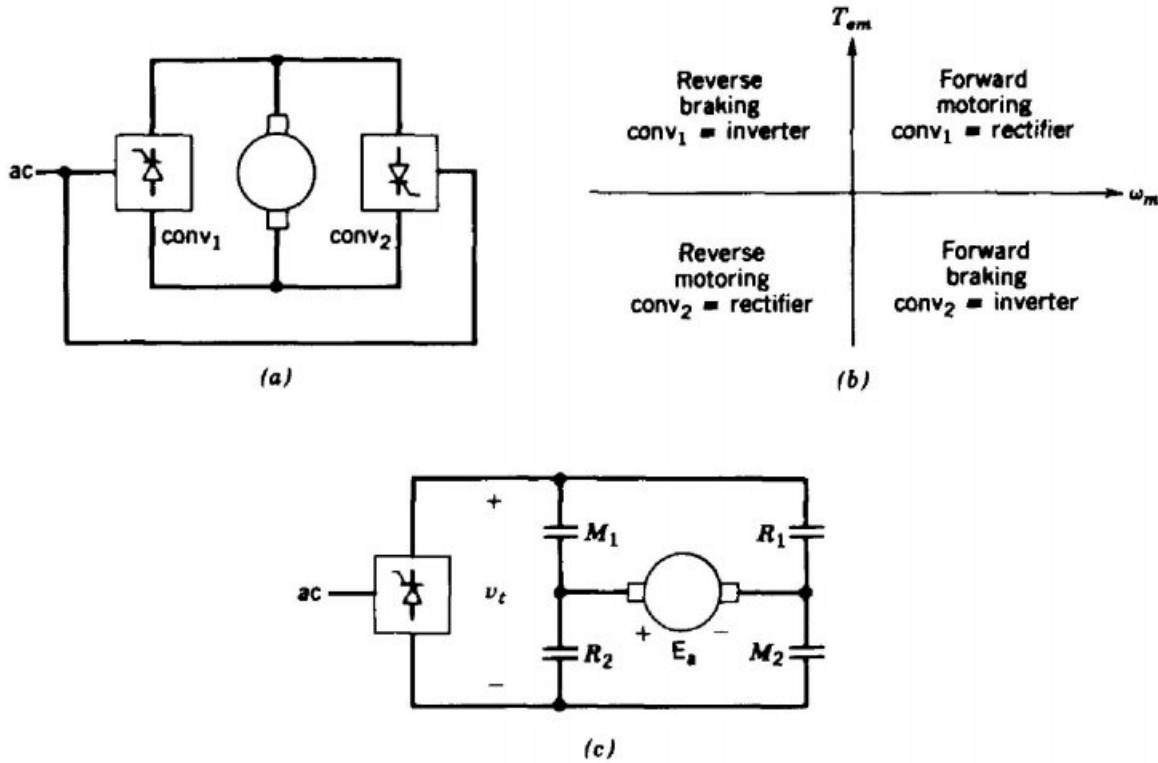 ac
conv₁
conv₂
(a)
T_em
Reverse
braking
conv₁ = inverter
Forward
motoring
conv₁ = rectifier
ω_m
Reverse
motoring
conv₂ = rectifier
Forward
braking
conv₂ = inverter
(b)
ac
+
v_t
−
M₁
R₁
+
−
E_a
R₂
M₂
(c)